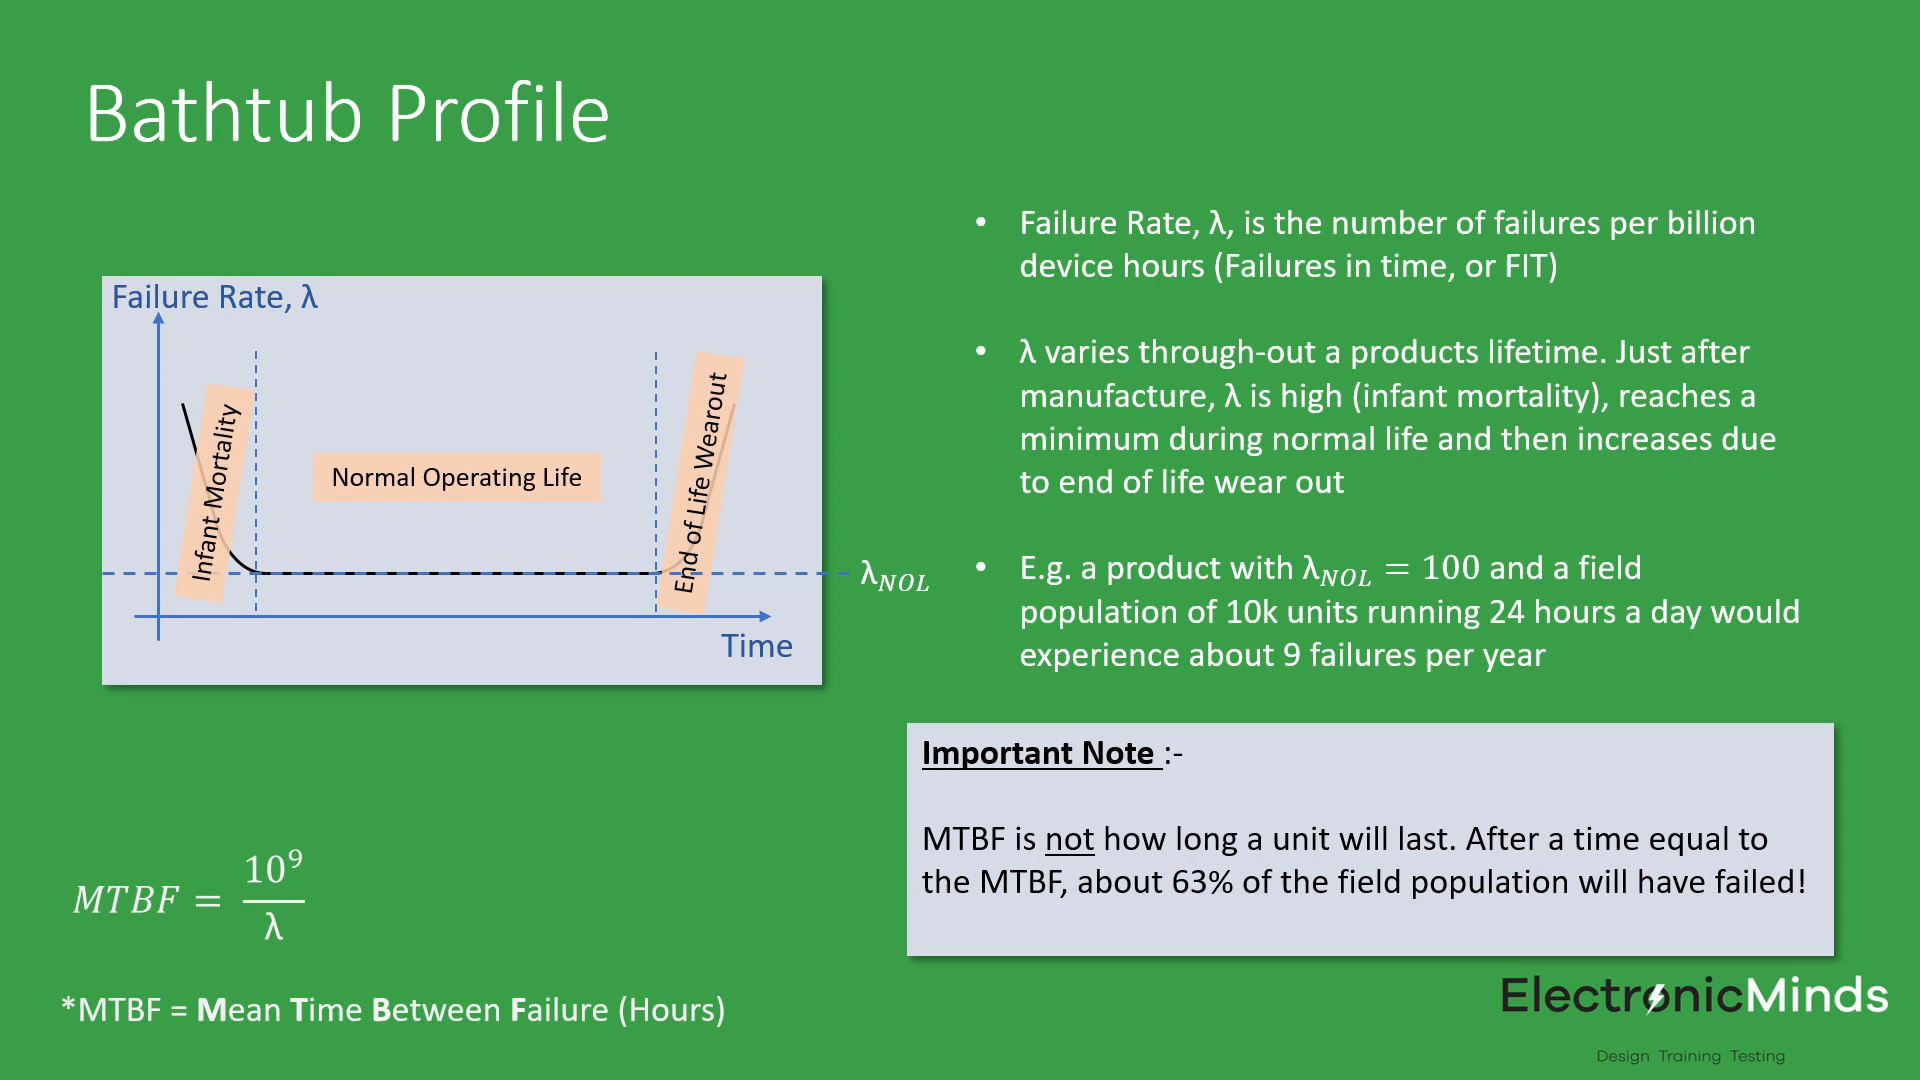 Bathtub Profile
Failure Rate, λ
Infant Mortality
Normal Operating Life
End of Life Wearout
λNOL
Time
• Failure Rate, λ, is the number of failures per billion
device hours (Failures in time, or FIT)
• λ varies through-out a products lifetime. Just after
manufacture, λ is high (infant mortality), reaches a
minimum during normal life and then increases due
to end of life wear out
• E.g. a product with λNOL = 100 and a field
population of 10k units running 24 hours a day would
experience about 9 failures per year
Important Note :-
MTBF is not how long a unit will last. After a time equal to
the MTBF, about 63% of the field population will have failed!
MTBF = 10⁹/λ
*MTBF = Mean Time Between Failure (Hours)
ElectronicMinds
Design Training Testing